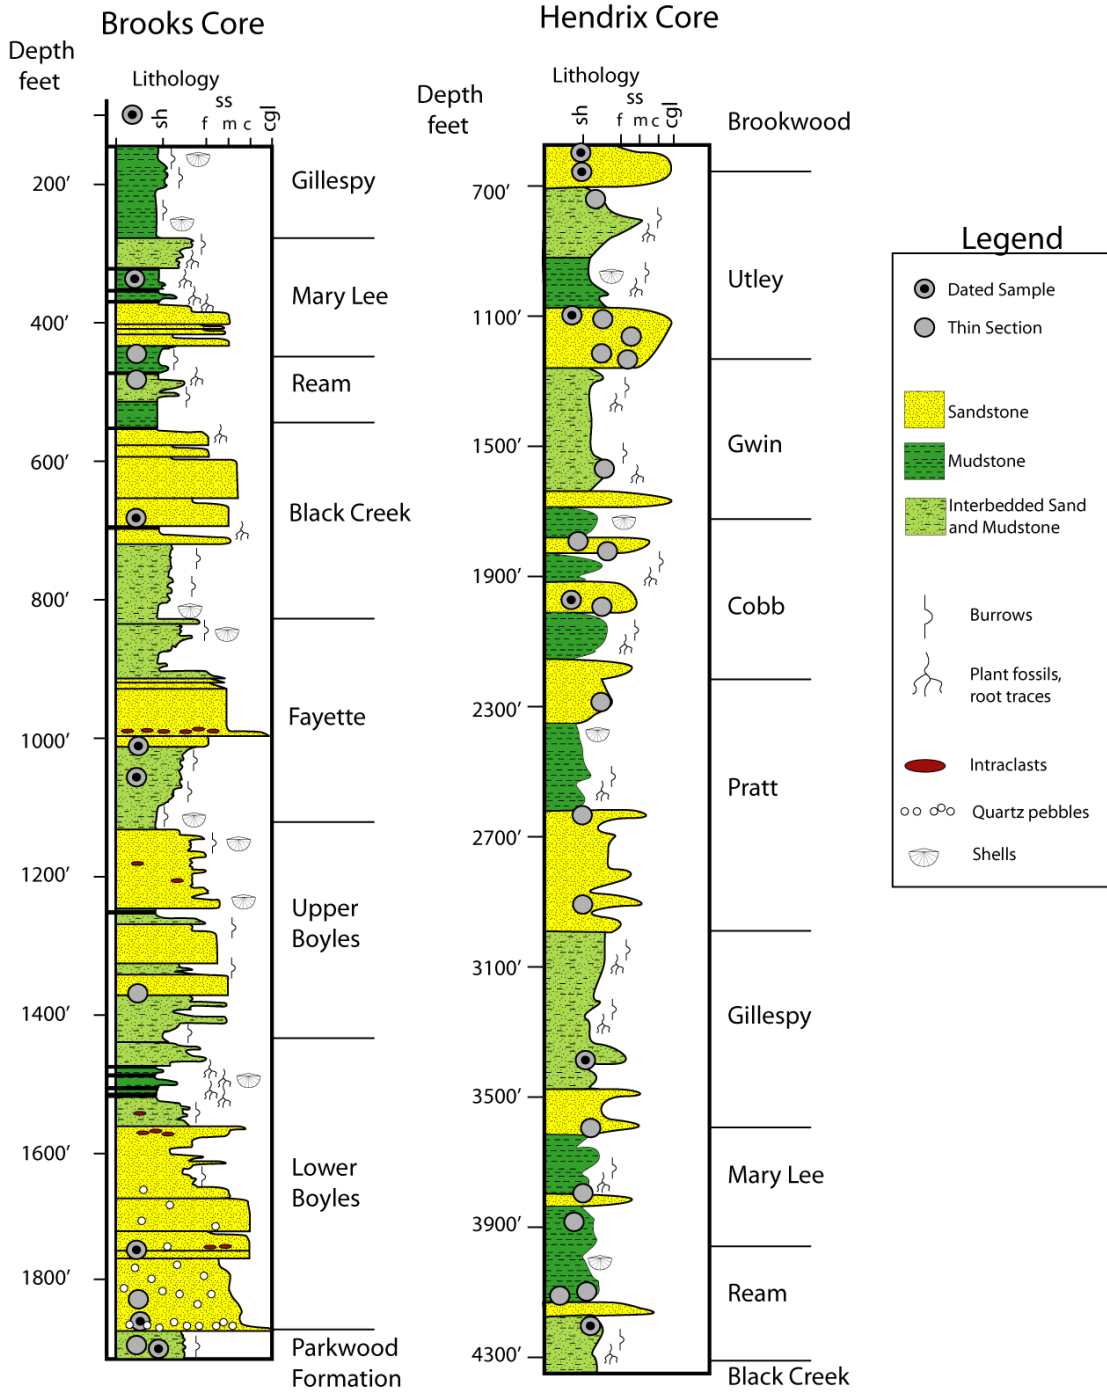 Brooks Core
Depth
feet
Lithology
sh
f
ss
m
c
cgl
200’
400’
600’
800’
1000’
1200’
1400’
1600’
1800’
Gillespy
Mary Lee
Ream
Black Creek
Fayette
Upper
Boyles
Lower
Boyles
Parkwood
Formation
Hendrix Core
Depth
feet
Lithology
sh
f
ss
m
c
cgl
700’
1100’
1500’
1900’
2300’
2700’
3100’
3500’
3900’
4300’
Brookwood
Utley
Gwin
Cobb
Pratt
Gillespy
Mary Lee
Ream
Black Creek
Legend
Dated Sample
Thin Section
Sandstone
Mudstone
Interbedded Sand
and Mudstone
Burrows
Plant fossils,
root traces
Intraclasts
Quartz pebbles
Shells